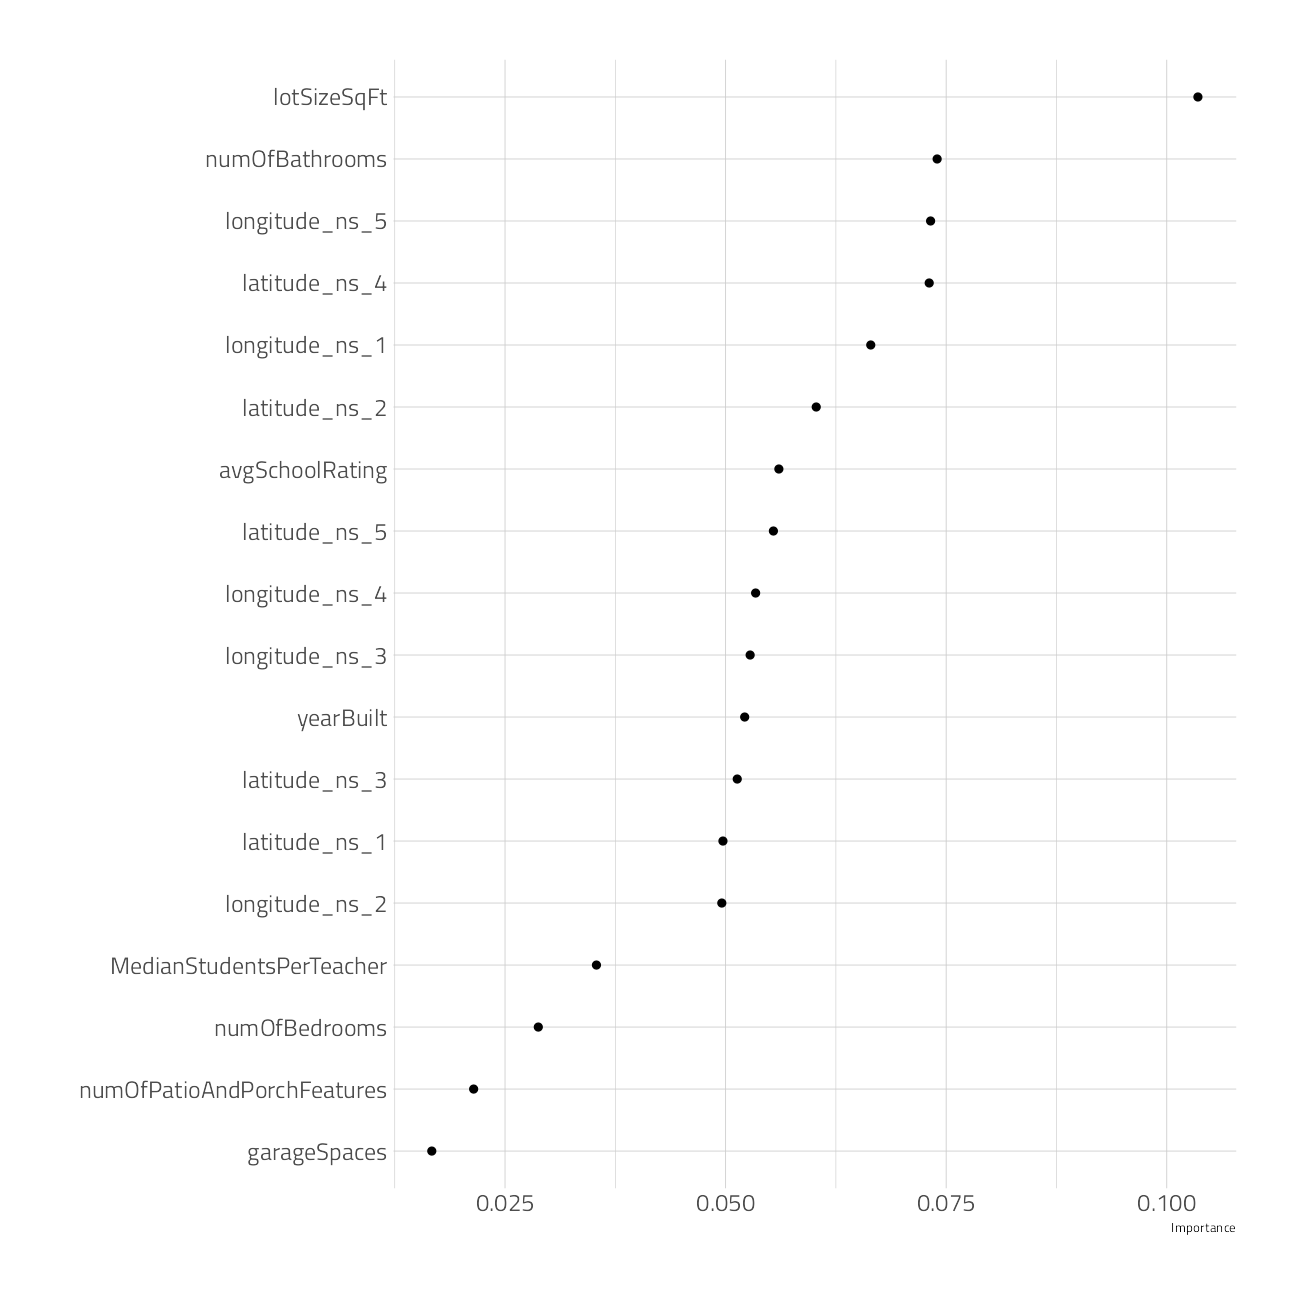 lotSizeSqFt
numOfBathrooms
longitude_ns_5
latitude_ns_4
longitude_ns_1
latitude_ns_2
avgSchoolRating
latitude_ns_5
longitude_ns_4
longitude_ns_3
yearBuilt
latitude_ns_3
latitude_ns_1
longitude_ns_2
MedianStudentsPerTeacher
numOfBedrooms
numOfPatioAndPorchFeatures
garageSpaces
0.025 0.050 0.075 0.100
Importance